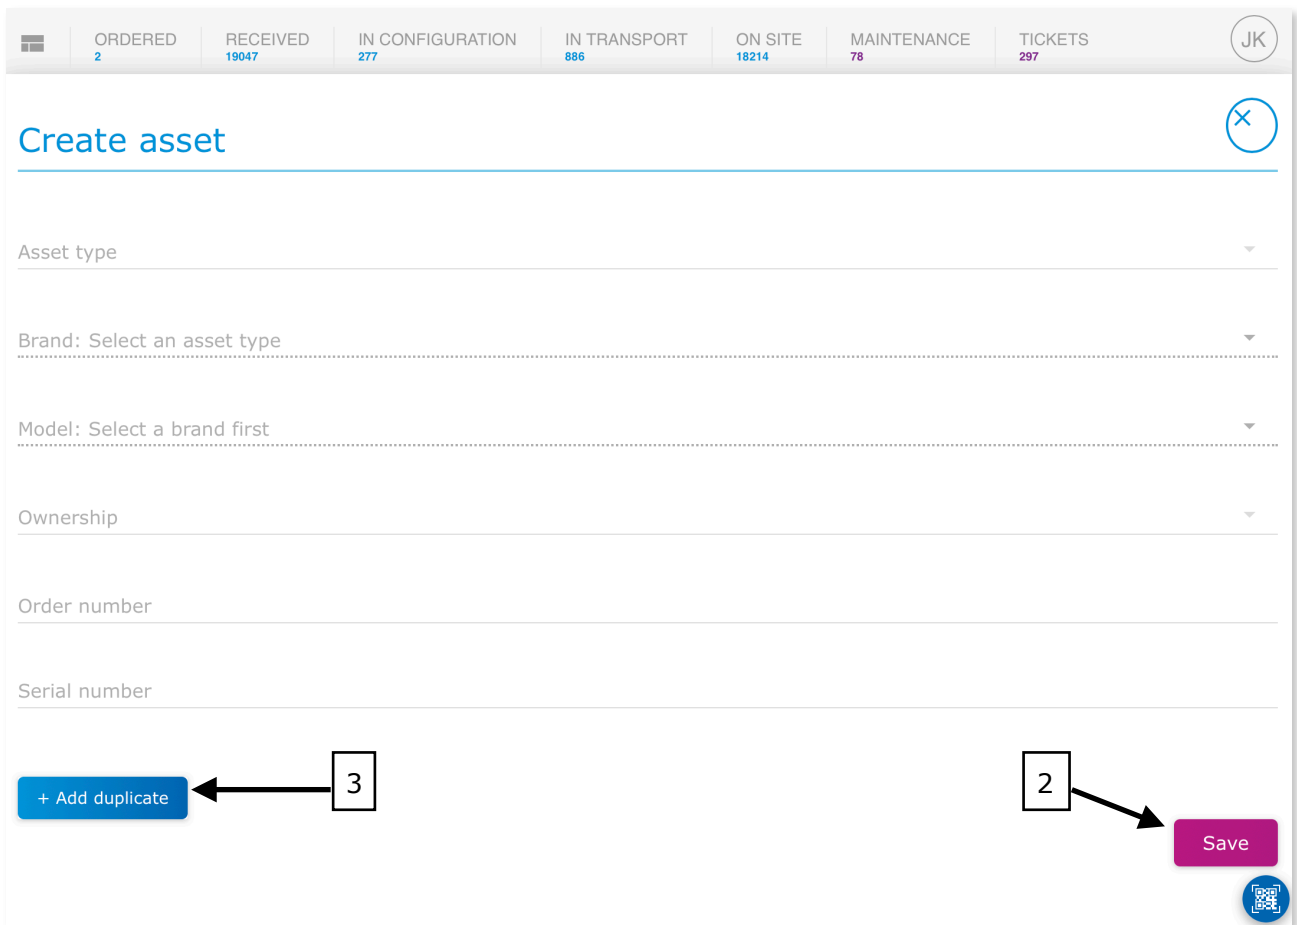 ORDERED RECEIVED IN CONFIGURATION IN TRANSPORT ON SITE MAINTENANCE TICKETS JK
2 19047 277 886 18214 78 297
Create asset
Asset type
Brand: Select an asset type
Model: Select a brand first
Ownership
Order number
Serial number
3 2
+ Add duplicate
Save